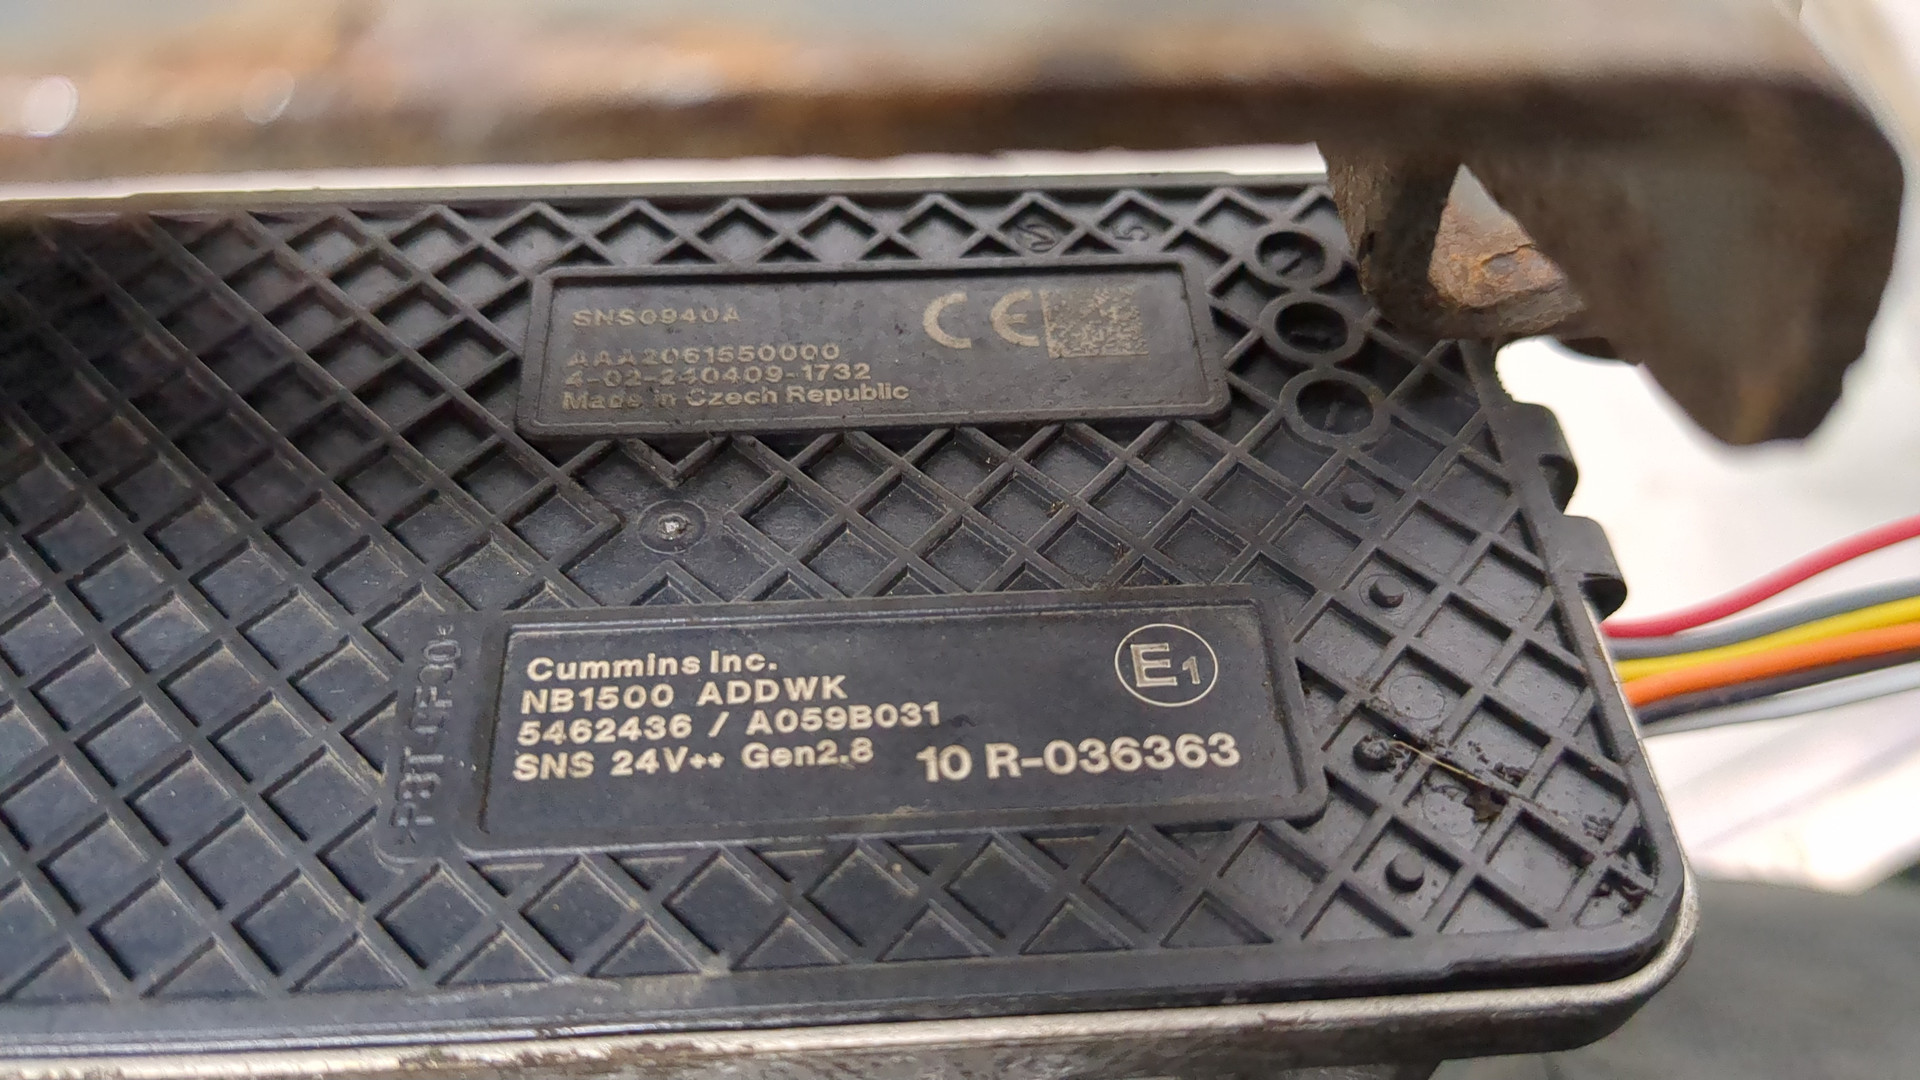 SNS0940A
CE
AAA2061550000
4-02-240409-1732
Made in Czech Republic
Cummins Inc.
NB1500 ADDWK
5462436 / A059B031
SNS 24V++ Gen2.8
E1
10 R-036363
>PBT GF30<